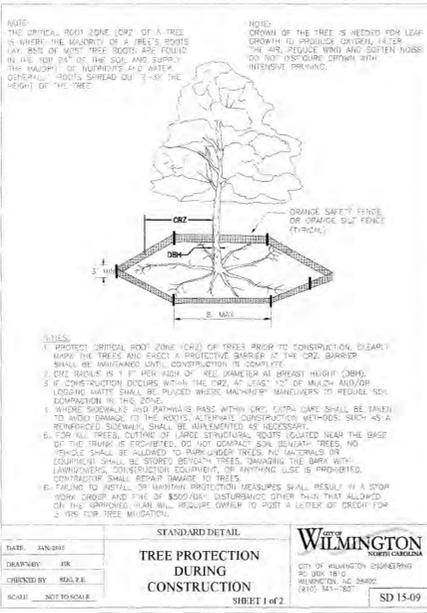 NOTE:
THE CRITICAL ROOT ZONE (CRZ) OF A TREE
IS WHERE THE MAJORITY OF A TREE'S ROOTS
LAY. 85% OF MOST TREE ROOTS ARE FOUND
IN THE TOP 24" OF THE SOIL AND SUPPLY
THE MAJORITY OF NUTRIENTS AND WATER.
GENERALLY ROOTS SPREAD OUT 2-3X THE
HEIGHT OF THE TREE
NOTE:
CROWN OF THE TREE IS NEEDED FOR LEAF
GROWTH TO PRODUCE OXYGEN, FILTER
THE AIR, REDUCE WIND AND SOFTEN NOISE.
DO NOT DISFIGURE CROWN WITH
INTENSIVE PRUNING.
CRZ
ORANGE SAFETY FENCE
OR ORANGE SILT FENCE
(TYPICAL)
DBH
3' MIN
8' MAX
NOTES:
1. PROTECT CRITICAL ROOT ZONE (CRZ) OF TREES PRIOR TO CONSTRUCTION. CLEARLY
MARK THE TREES AND ERECT A PROTECTIVE BARRIER AT THE CRZ. BARRIER
SHALL BE MAINTAINED UNTIL CONSTRUCTION IS COMPLETE.
2. CRZ RADIUS IS 1 FT PER INCH OF TREE DIAMETER AT BREAST HEIGHT (DBH).
3. IF CONSTRUCTION OCCURS WITHIN THE CRZ, AT LEAST 12" OF MULCH AND/OR
LOGGING MATTS SHALL BE PLACED WHERE MACHINERY MANEUVERS TO REDUCE SOIL
COMPACTION IN THIS ZONE.
4. WHERE SIDEWALKS AND PATHWAYS PASS WITHIN CRZ, EXTRA CARE SHALL BE TAKEN
TO AVOID DAMAGE TO THE ROOTS. ALTERNATE CONSTRUCTION METHODS, SUCH AS A
REINFORCED SIDEWALK, SHALL BE IMPLEMENTED AS NECESSARY.
5. FOR ALL TREES, CUTTING OF LARGE STRUCTURAL ROOTS LOCATED NEAR THE BASE
OF THE TRUNK IS PROHIBITED. DO NOT COMPACT SOIL BENEATH TREES. NO
VEHICLE SHALL BE ALLOWED TO PARK UNDER TREES. NO MATERIALS OR
EQUIPMENT SHALL BE STORED BENEATH TREES. DAMAGING THE BARK WITH
LAWNMOWERS, CONSTRUCTION EQUIPMENT, OR ANYTHING ELSE IS PROHIBITED.
CONTRACTOR SHALL REPAIR DAMAGE TO TREES.
6. FAILING TO INSTALL OR MAINTAIN PROTECTION MEASURES SHALL RESULT IN A STOP
WORK ORDER AND FINE OF $500/DAY. DISTURBANCE OTHER THAN THAT ALLOWED
ON THE APPROVED PLAN WILL REQUIRE OWNER TO POST A LETTER OF CREDIT FOR
3 YRS FOR TREE MITIGATION.
DATE:
DRAWN BY: JSR
CHECKED BY
SCALE NOT TO SCALE
STANDARD DETAIL
TREE PROTECTION
DURING
CONSTRUCTION
SHEET 1 of 2
CITY OF
WILMINGTON
NORTH CAROLINA
CITY OF WILMINGTON ENGINEERING
PO BOX 1810
WILMINGTON, NC 28402
(910) 341-7807
SD 15-09